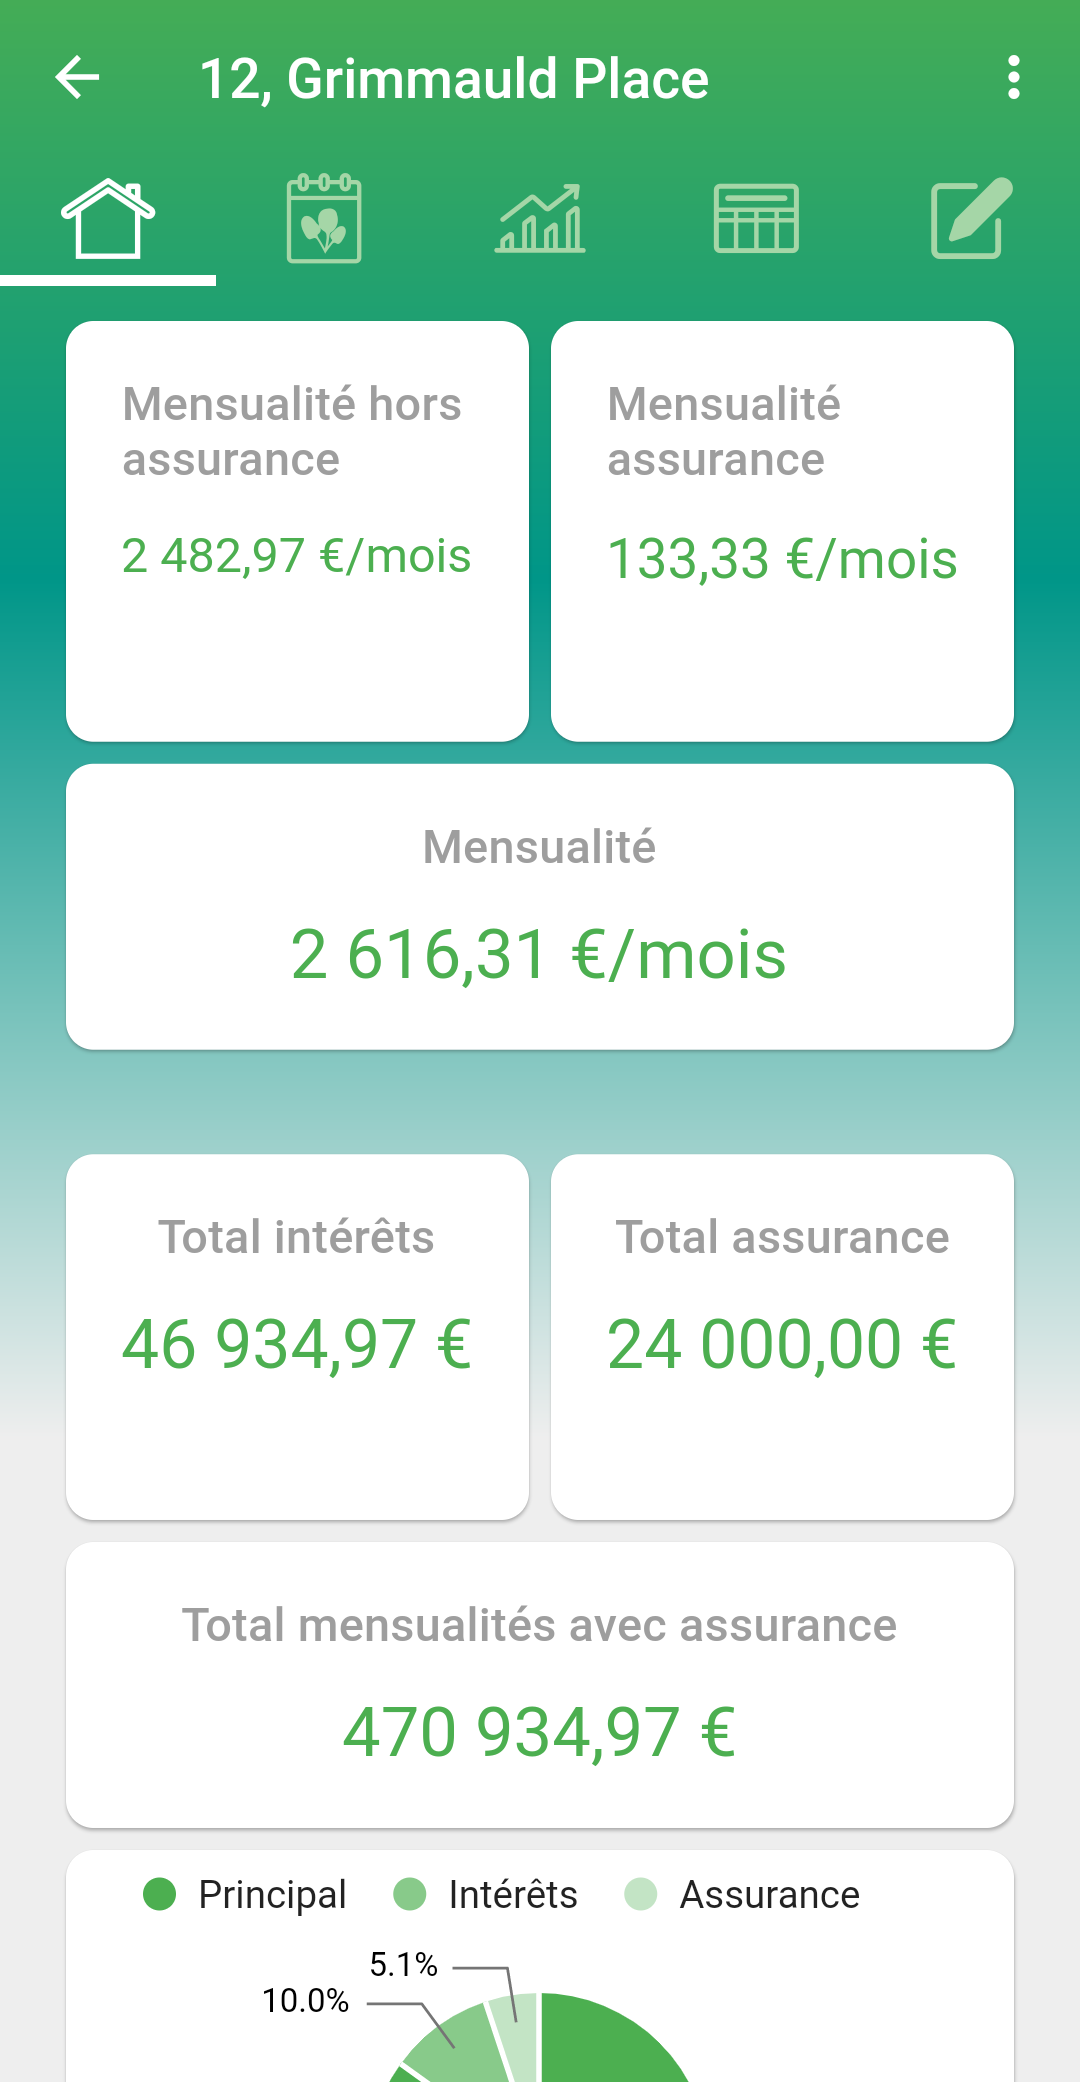 12, Grimmauld Place
Mensualité hors
assurance
2 482,97 €/mois
Mensualité
assurance
133,33 €/mois
Mensualité
2 616,31 €/mois
Total intérêts
46 934,97 €
Total assurance
24 000,00 €
Total mensualités avec assurance
470 934,97 €
Principal
Intérêts
Assurance
5.1%
10.0%